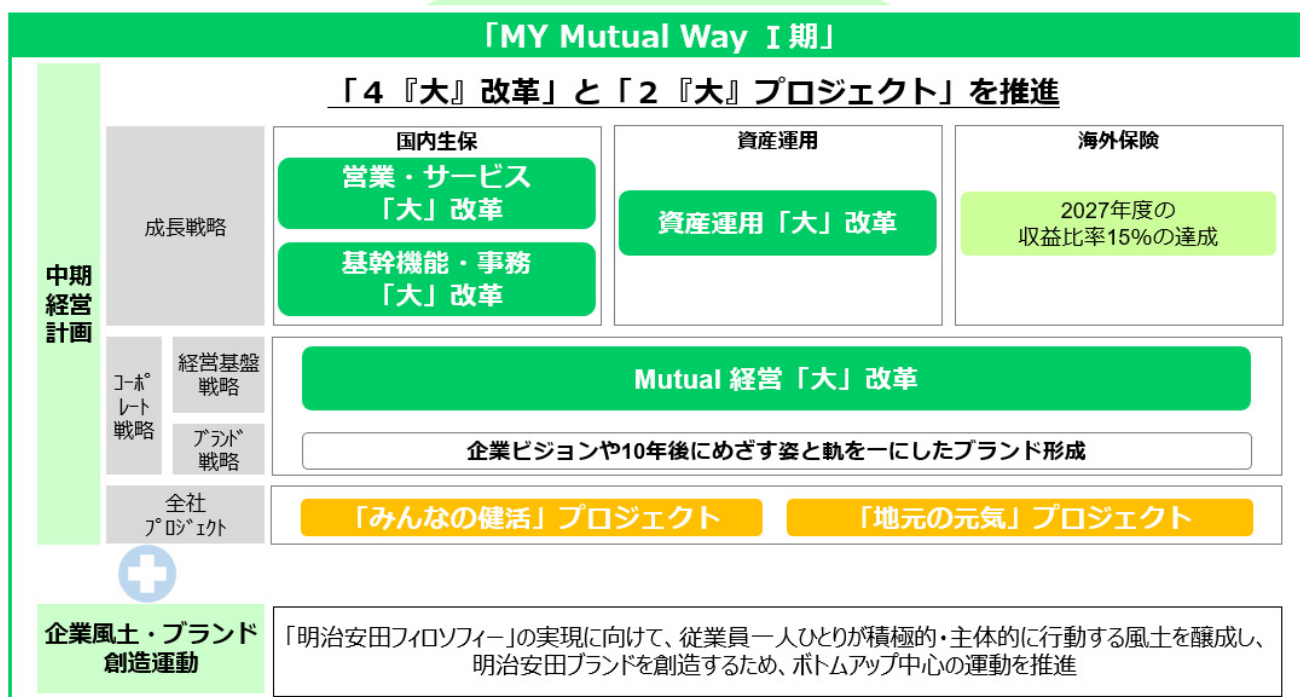 「MY Mutual Way Ⅰ期」
「4『大』改革」と「2『大』プロジェクト」を推進
中期
経営
計画
成長戦略
国内生保
営業・サービス
「大」改革
基幹機能・事務
「大」改革
資産運用
資産運用「大」改革
海外保険
2027年度の
収益比率15%の達成
ｺｰﾎﾟ
ﾚｰﾄ
戦略
経営基盤
戦略
Mutual 経営「大」改革
ﾌﾞﾗﾝﾄﾞ
戦略
企業ビジョンや10年後にめざす姿と軌を一にしたブランド形成
全社
ﾌﾟﾛｼﾞｪｸﾄ
「みんなの健活」プロジェクト
「地元の元気」プロジェクト
企業風土・ブランド
創造運動
「明治安田フィロソフィー」の実現に向けて、従業員一人ひとりが積極的・主体的に行動する風土を醸成し、
明治安田ブランドを創造するため、ボトムアップ中心の運動を推進